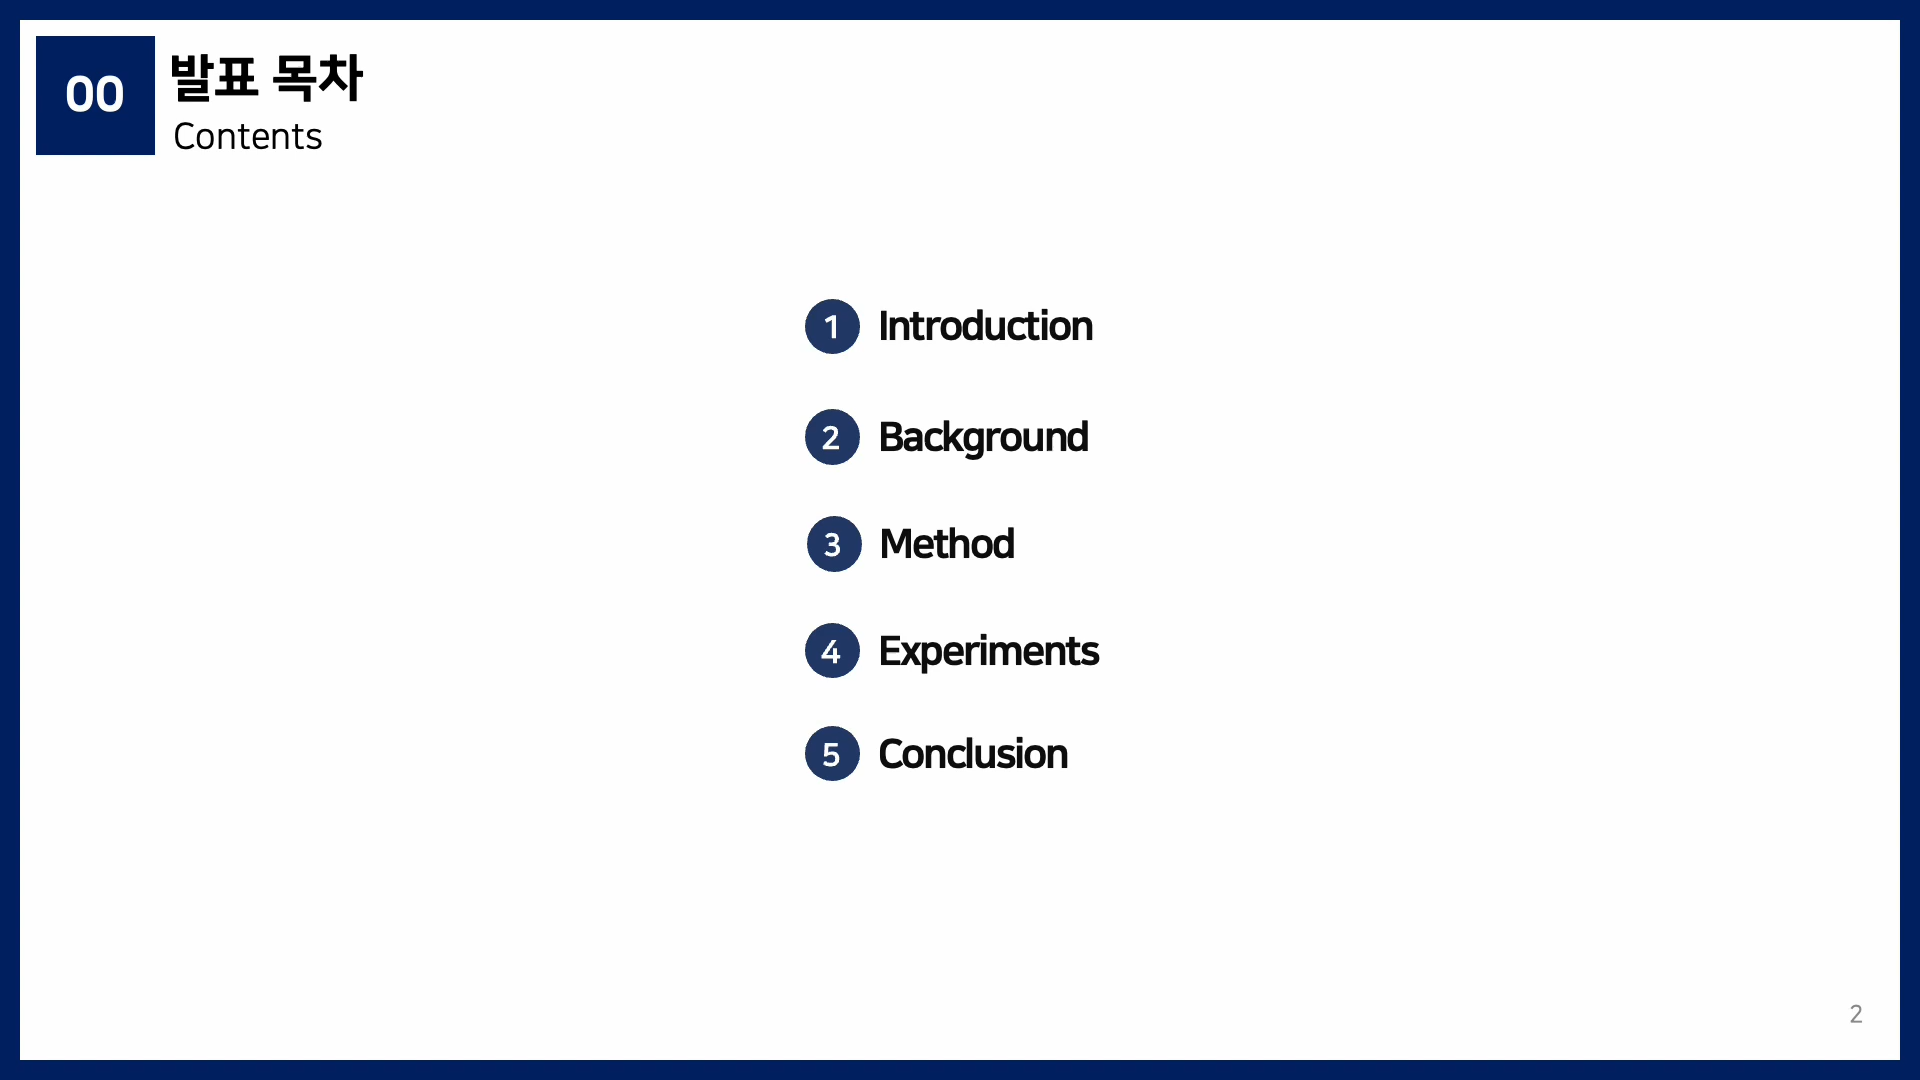 00
발표 목차
Contents
1 Introduction
2 Background
3 Method
4 Experiments
5 Conclusion
2